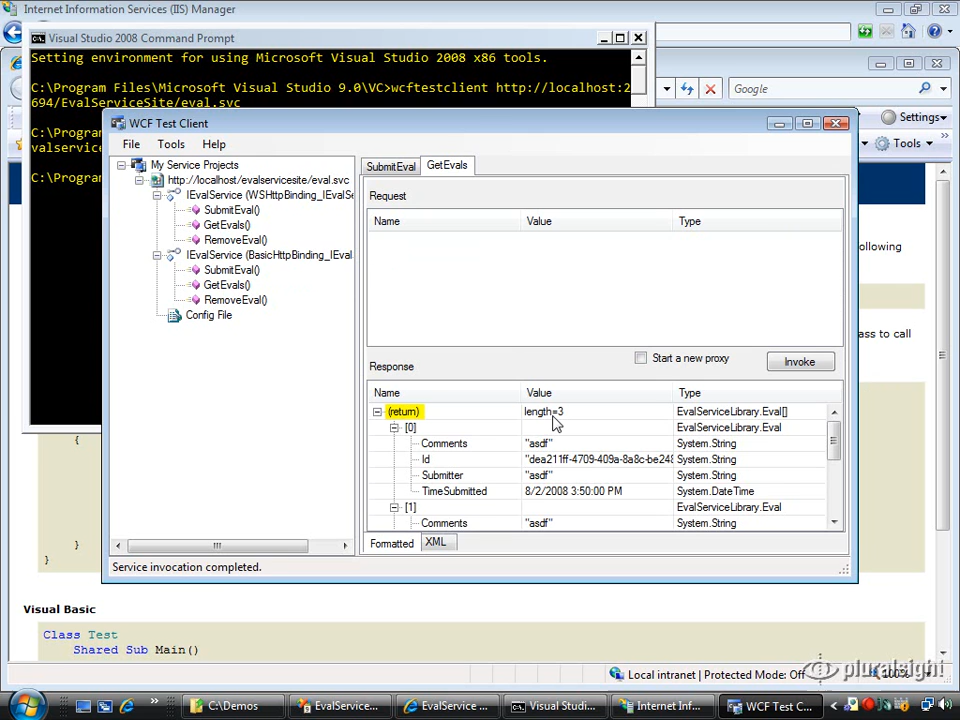 Internet Information Services (IIS) Manager
Visual Studio 2008 Command Prompt
Setting environment for using Microsoft Visual Studio 2008 x86 tools.
C:\Program Files\Microsoft Visual Studio 9.0\VC>wcftestclient http://localhost:2
694/EvalServiceSite/eval.svc
C:\Progra
valservice
C:\Program
Google
Settings
Tools
WCF Test Client
File Tools Help
My Service Projects
http://localhost/evalservicesite/eval.svc
IEvalService (WSHttpBinding_IEvalSe
SubmitEval()
GetEvals()
RemoveEval()
IEvalService (BasicHttpBinding_IEval
SubmitEval()
GetEvals()
RemoveEval()
Config File
SubmitEval GetEvals
Request
Name Value Type
Start a new proxy
Invoke
Response
Name Value Type
(return) length=3 EvalServiceLibrary.Eval[]
[0] EvalServiceLibrary.Eval
Comments "asdf" System.String
Id "dea211ff-4709-409a-8a8c-be248 System.String
Submitter "asdf" System.String
TimeSubmitted 8/2/2008 3:50:00 PM System.DateTime
[1] EvalServiceLibrary.Eval
Comments "asdf" System.String
Formatted XML
Service invocation completed.
ollowing
ass to call
{
}
}
Visual Basic
Class Test
Shared Sub Main()
Local intranet | Protected Mode: Off
100%
pluralsight
C:\Demos
EvalService...
EvalService ...
Visual Studi...
Internet Inf...
WCF Test C...